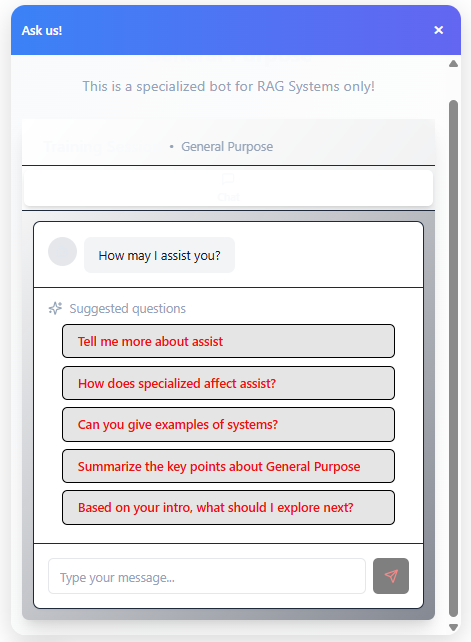 Ask us!
This is a specialized bot for RAG Systems only!
• General Purpose
How may I assist you?
Suggested questions
Tell me more about assist
How does specialized affect assist?
Can you give examples of systems?
Summarize the key points about General Purpose
Based on your intro, what should I explore next?
Type your message...